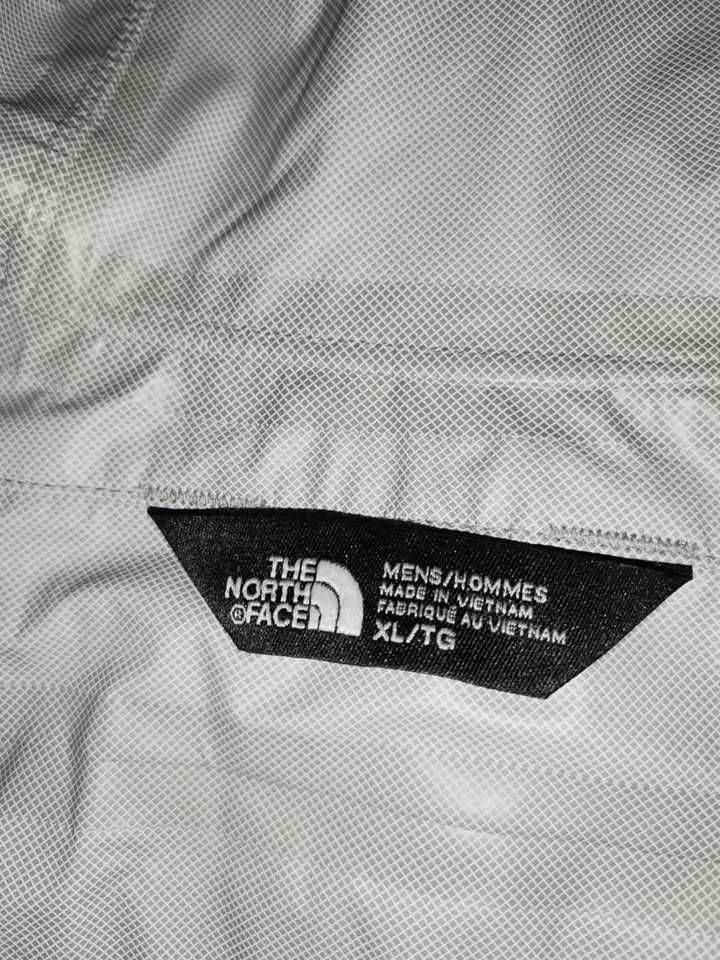 THE
NORTH
®FACE
MENS/HOMMES
MADE IN VIETNAM
FABRIQUÉ AU VIETNAM
XL/TG